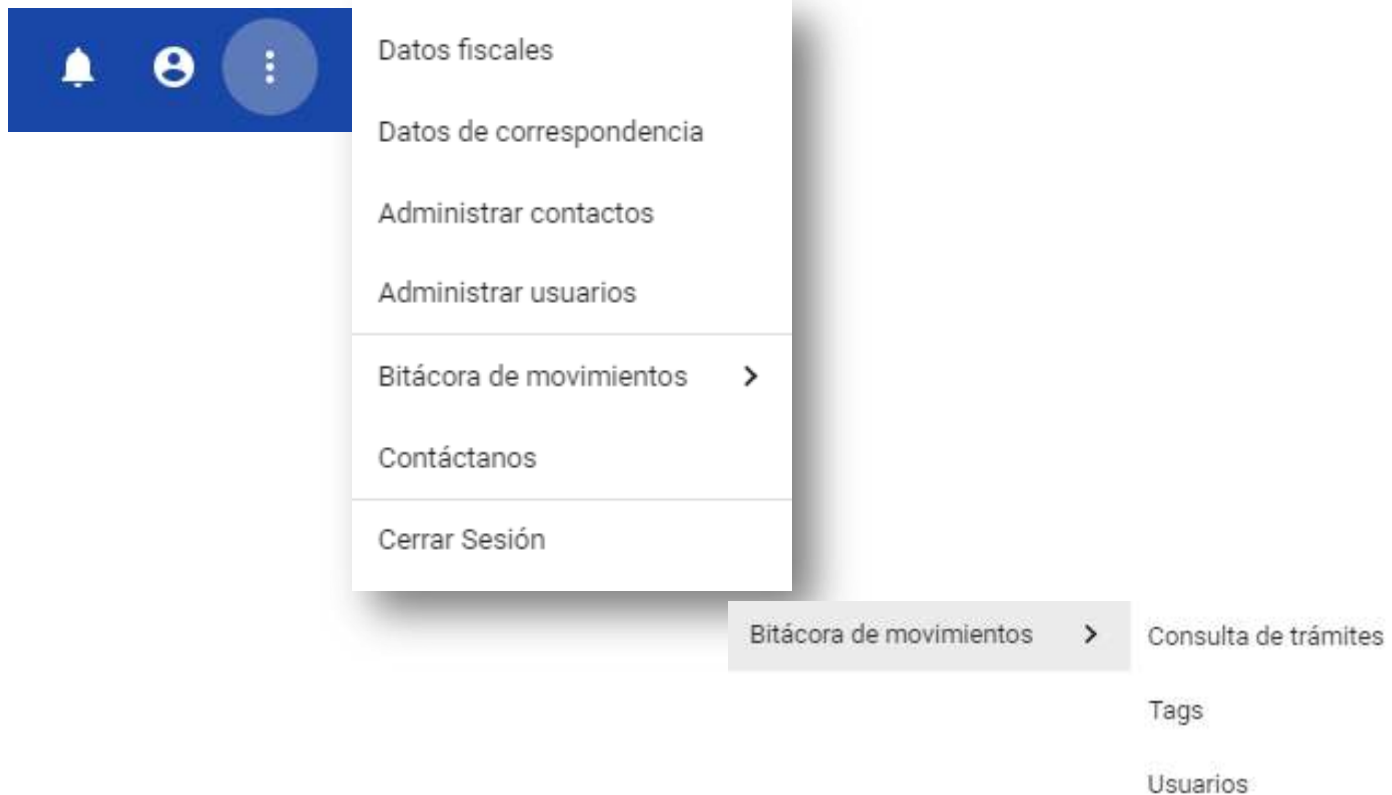 Datos fiscales
Datos de correspondencia
Administrar contactos
Administrar usuarios
Bitácora de movimientos
Contáctanos
Cerrar Sesión
Bitácora de movimientos
Consulta de trámites
Tags
Usuarios